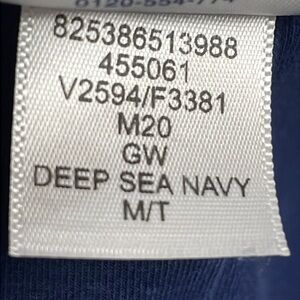 825386513988
455061
V2594/F3381
M20
GW
DEEP SEA NAVY
M/T